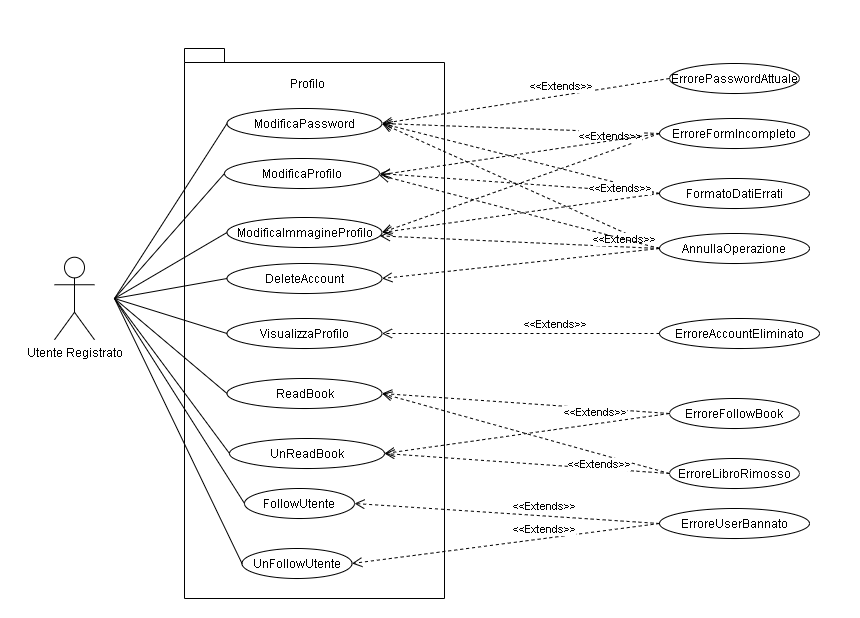 Profilo
<<Extends>>
ErrorePasswordAttuale
ModificaPassword
<<Extends>>
ErroreFormIncompleto
ModificaProfilo
<<Extends>>
FormatoDatiErrati
ModificaImmagineProfilo
<<Extends>>
AnnullaOperazione
DeleteAccount
<<Extends>>
VisualizzaProfilo
ErroreAccountEliminato
Utente Registrato
ReadBook
<<Extends>>
ErroreFollowBook
UnReadBook
<<Extends>>
ErroreLibroRimosso
FollowUtente
<<Extends>>
ErroreUserBannato
<<Extends>>
UnFollowUtente